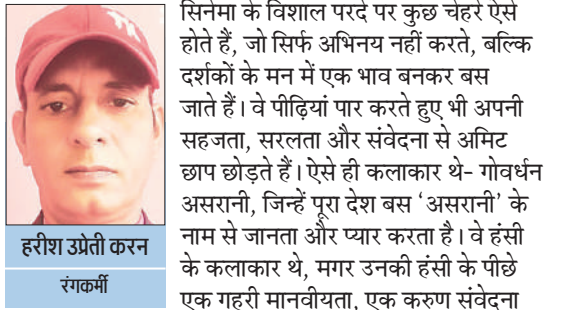 सिनेमा के विशाल परदे पर कुछ चेहरे ऐसे
होते हैं, जो सिर्फ अभिनय नहीं करते, बल्कि
दर्शकों के मन में एक भाव बनकर बस
जाते हैं। वे पीढ़ियां पार करते हुए भी अपनी
सहजता, सरलता और संवेदना से अमिट
छाप छोड़ते हैं। ऐसे ही कलाकार थे- गोवर्धन
असरानी, जिन्हें पूरा देश बस ‘असरानी’ के
नाम से जानता और प्यार करता है। वे हंसी
के कलाकार थे, मगर उनकी हंसी के पीछे
एक गहरी मानवीयता, एक करुण संवेदना
हरीश उप्रेती करन
रंगकर्मी